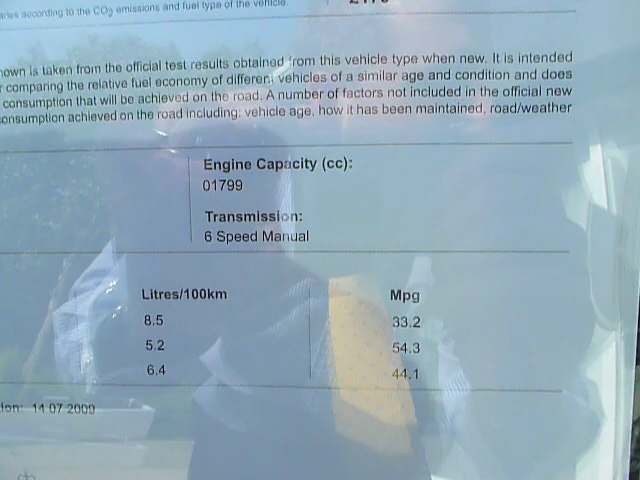 according to the CO2 emissions and fuel type of the vehicle.
is taken from the official test results obtained from this vehicle type when new. It is intended
comparing the relative fuel economy of different vehicles of a similar age and condition and does
consumption that will be achieved on the road. A number of factors not included in the official new
consumption achieved on the road including: vehicle age, how it has been maintained, road/weather
Engine Capacity (cc):
01799
Transmission:
6 Speed Manual
Litres/100km Mpg
8.5 33.2
5.2 54.3
6.4 44.1
14 07 2009